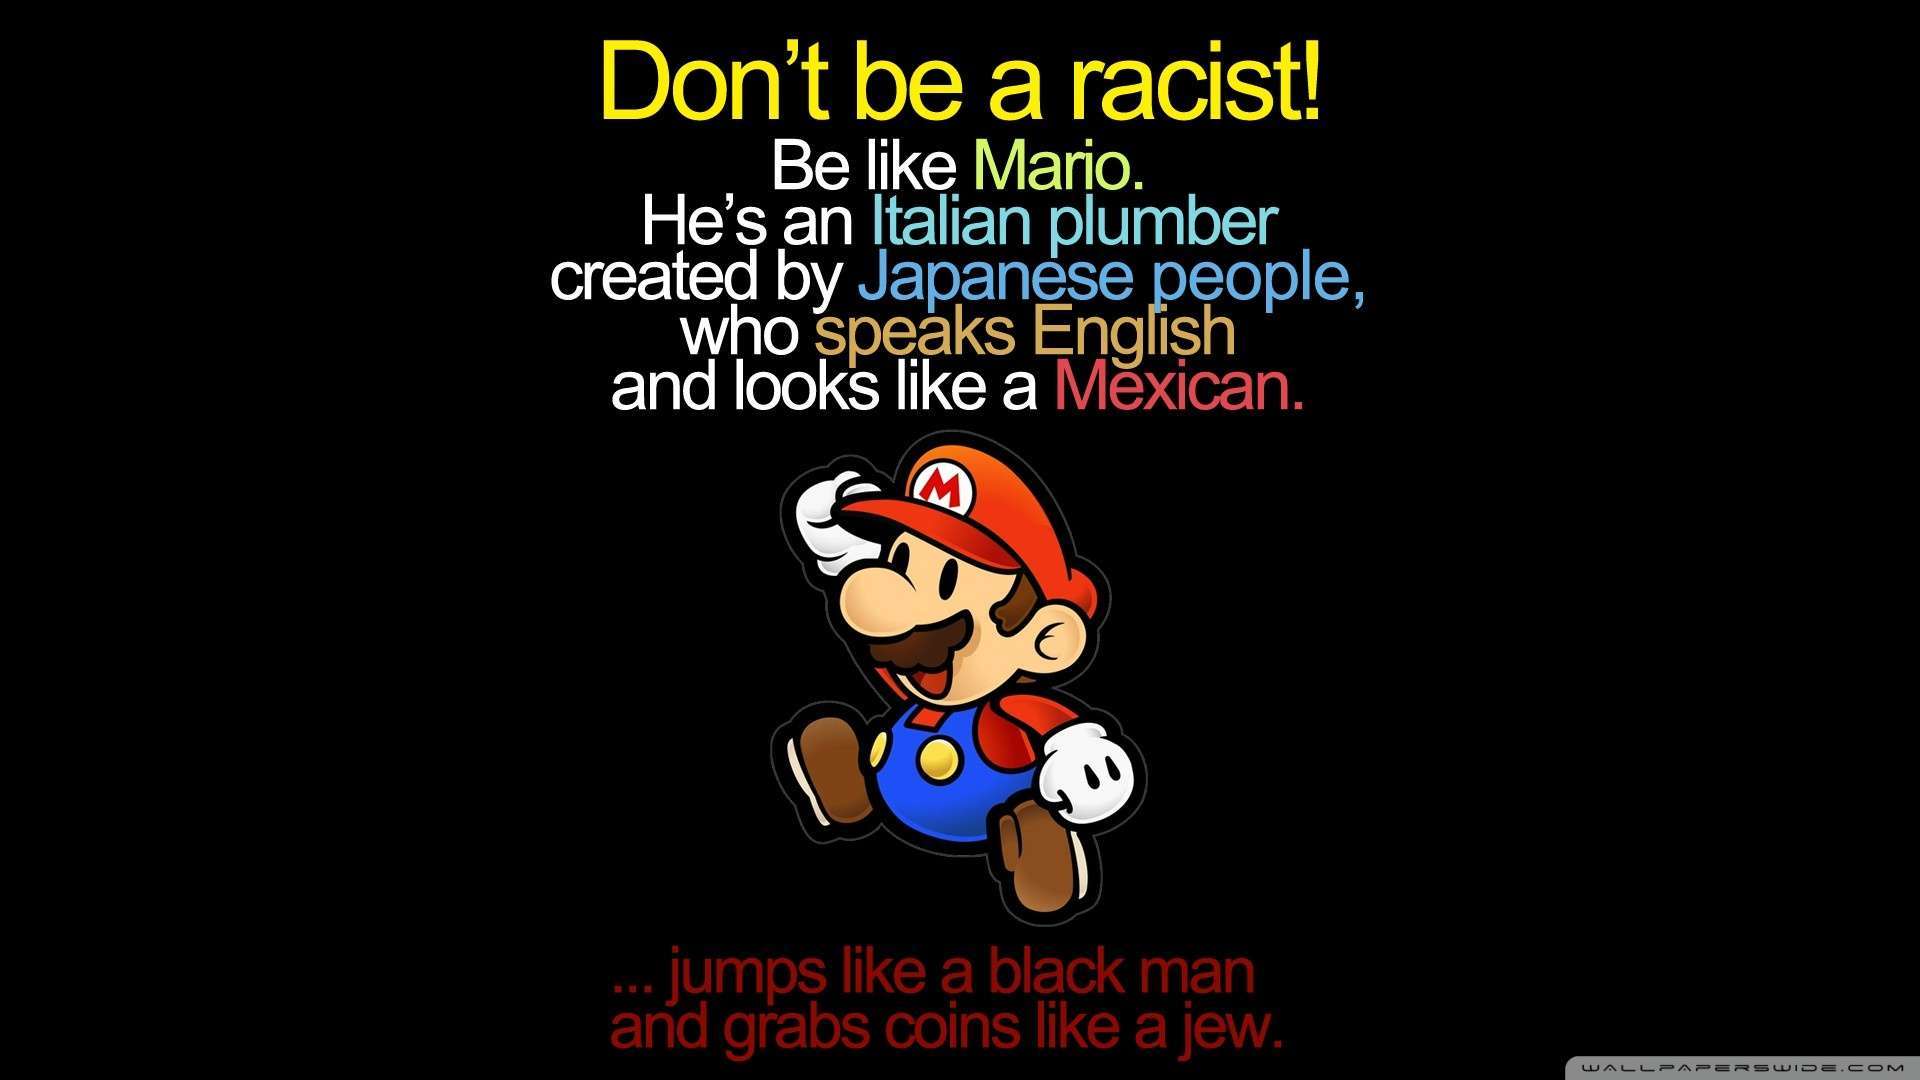 Don't be a racist!
Be like Mario.
He's an Italian plumber
created by Japanese people,
who speaks English
and looks like a Mexican.
M
... jumps like a black man
and grabs coins like a jew.
WALLPAPERSWIDE.COM